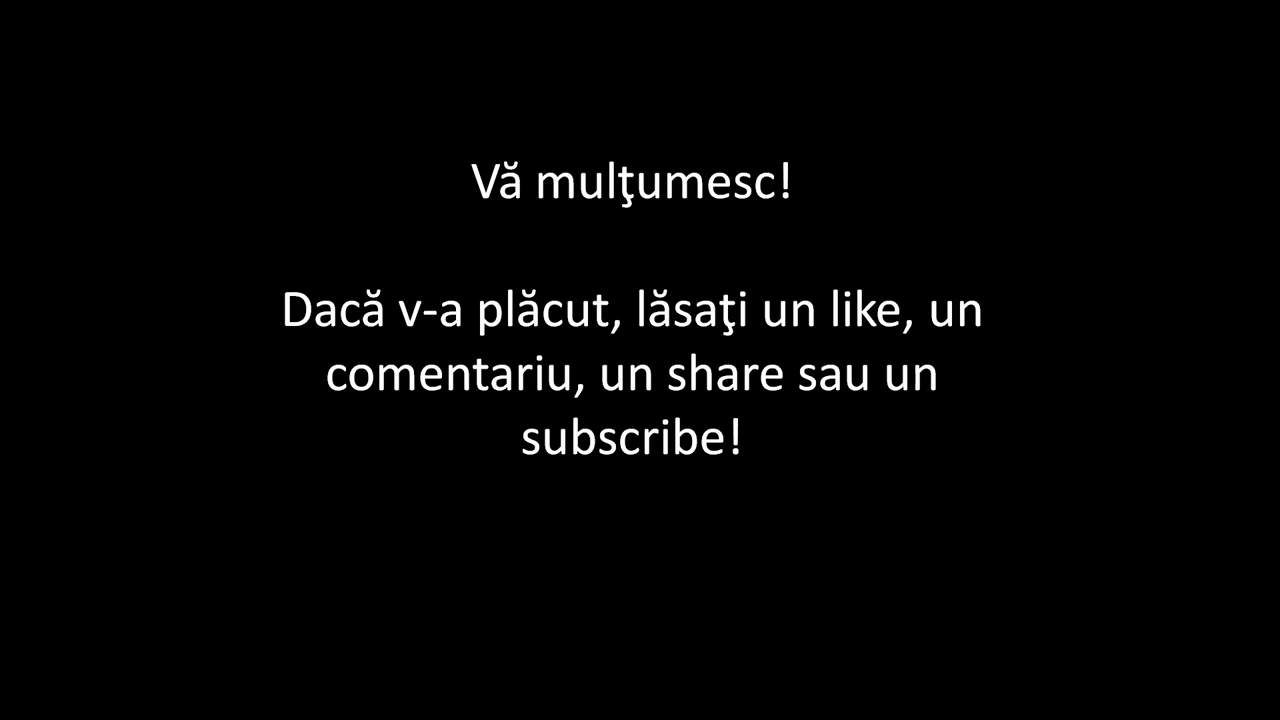 Vă mulţumesc!
Dacă v-a plăcut, lăsaţi un like, un
comentariu, un share sau un
subscribe!